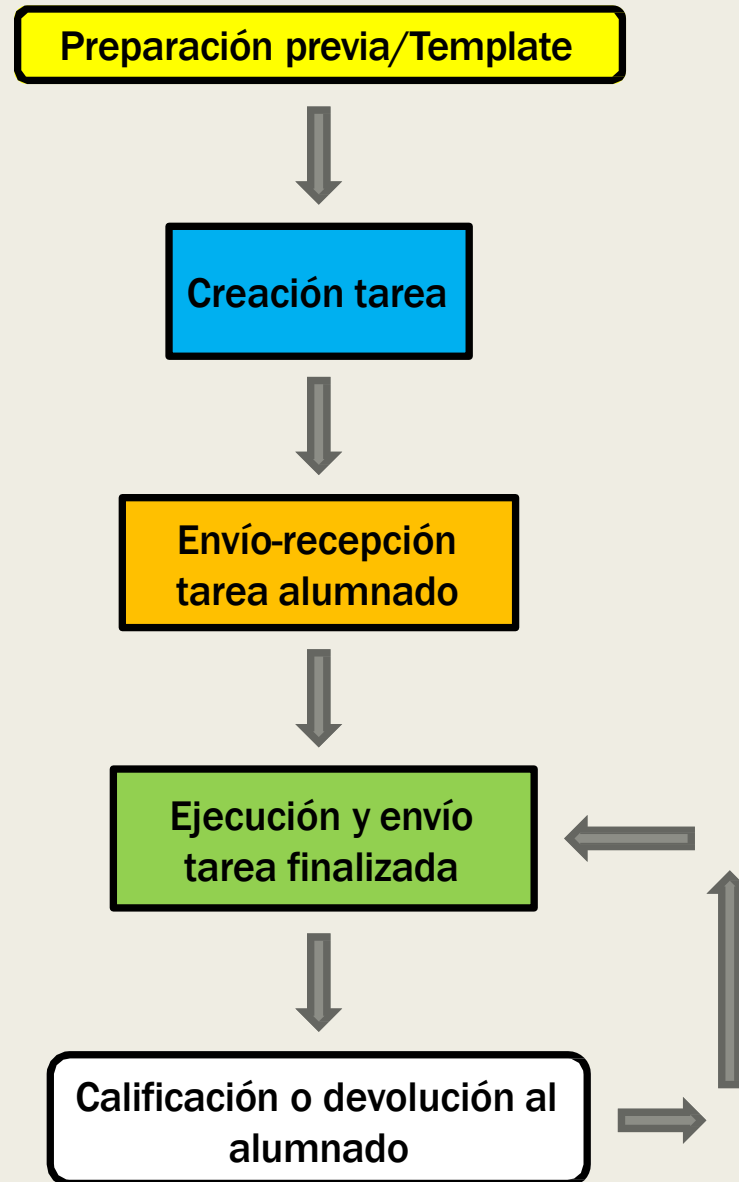 Preparación previa/Template
Creación tarea
Envío-recepción
tarea alumnado
Ejecución y envío
tarea finalizada
Calificación o devolución al
alumnado